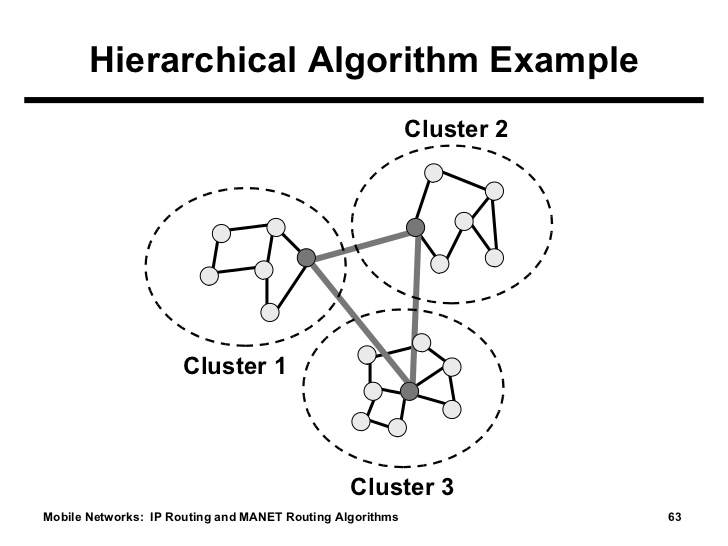 Hierarchical Algorithm Example
Cluster 2
Cluster 1
Cluster 3
Mobile Networks:  IP Routing and MANET Routing Algorithms
63